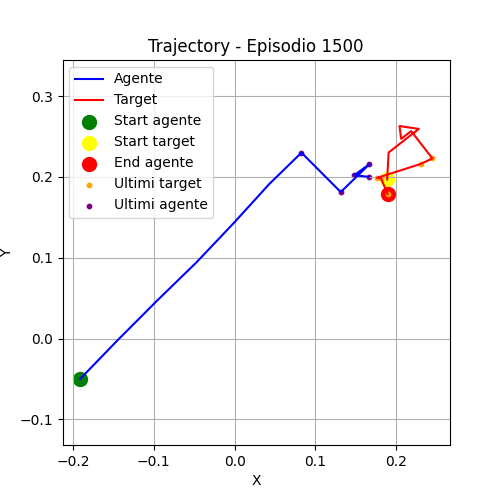 Trajectory - Episodio 1500
Agente
Target
Start agente
Start target
End agente
Ultimi target
Ultimi agente
Y
0.3
0.2
0.1
0.0
−0.1
−0.2
−0.1
0.0
0.1
0.2
X